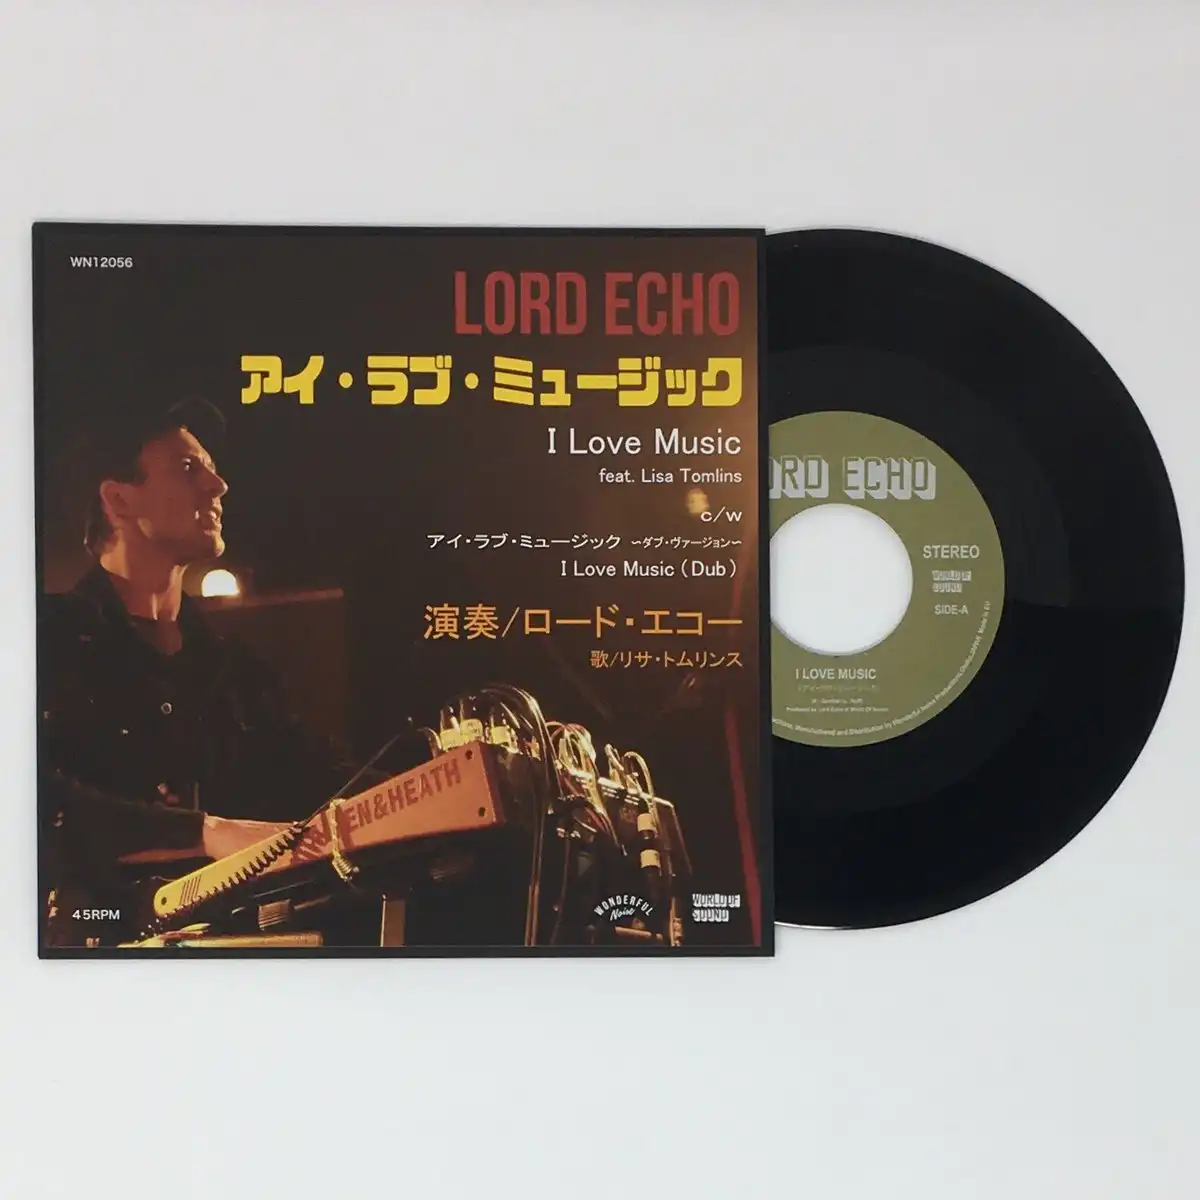 WN12056
LORD ECHO
アイ・ラブ・ミュージック
I Love Music
feat. Lisa Tomlins
c/w
アイ・ラブ・ミュージック ～ダブ・ヴァージョン～
I Love Music (Dub)
演奏/ロード・エコー
歌/リサ・トムリンス
EN&HEATH
45RPM
WONDERFUL
Noise
WORLD OF
SOUND
ORD ECHO
STEREO
WORLD OF
SOUND
SIDE-A
I LOVE MUSIC